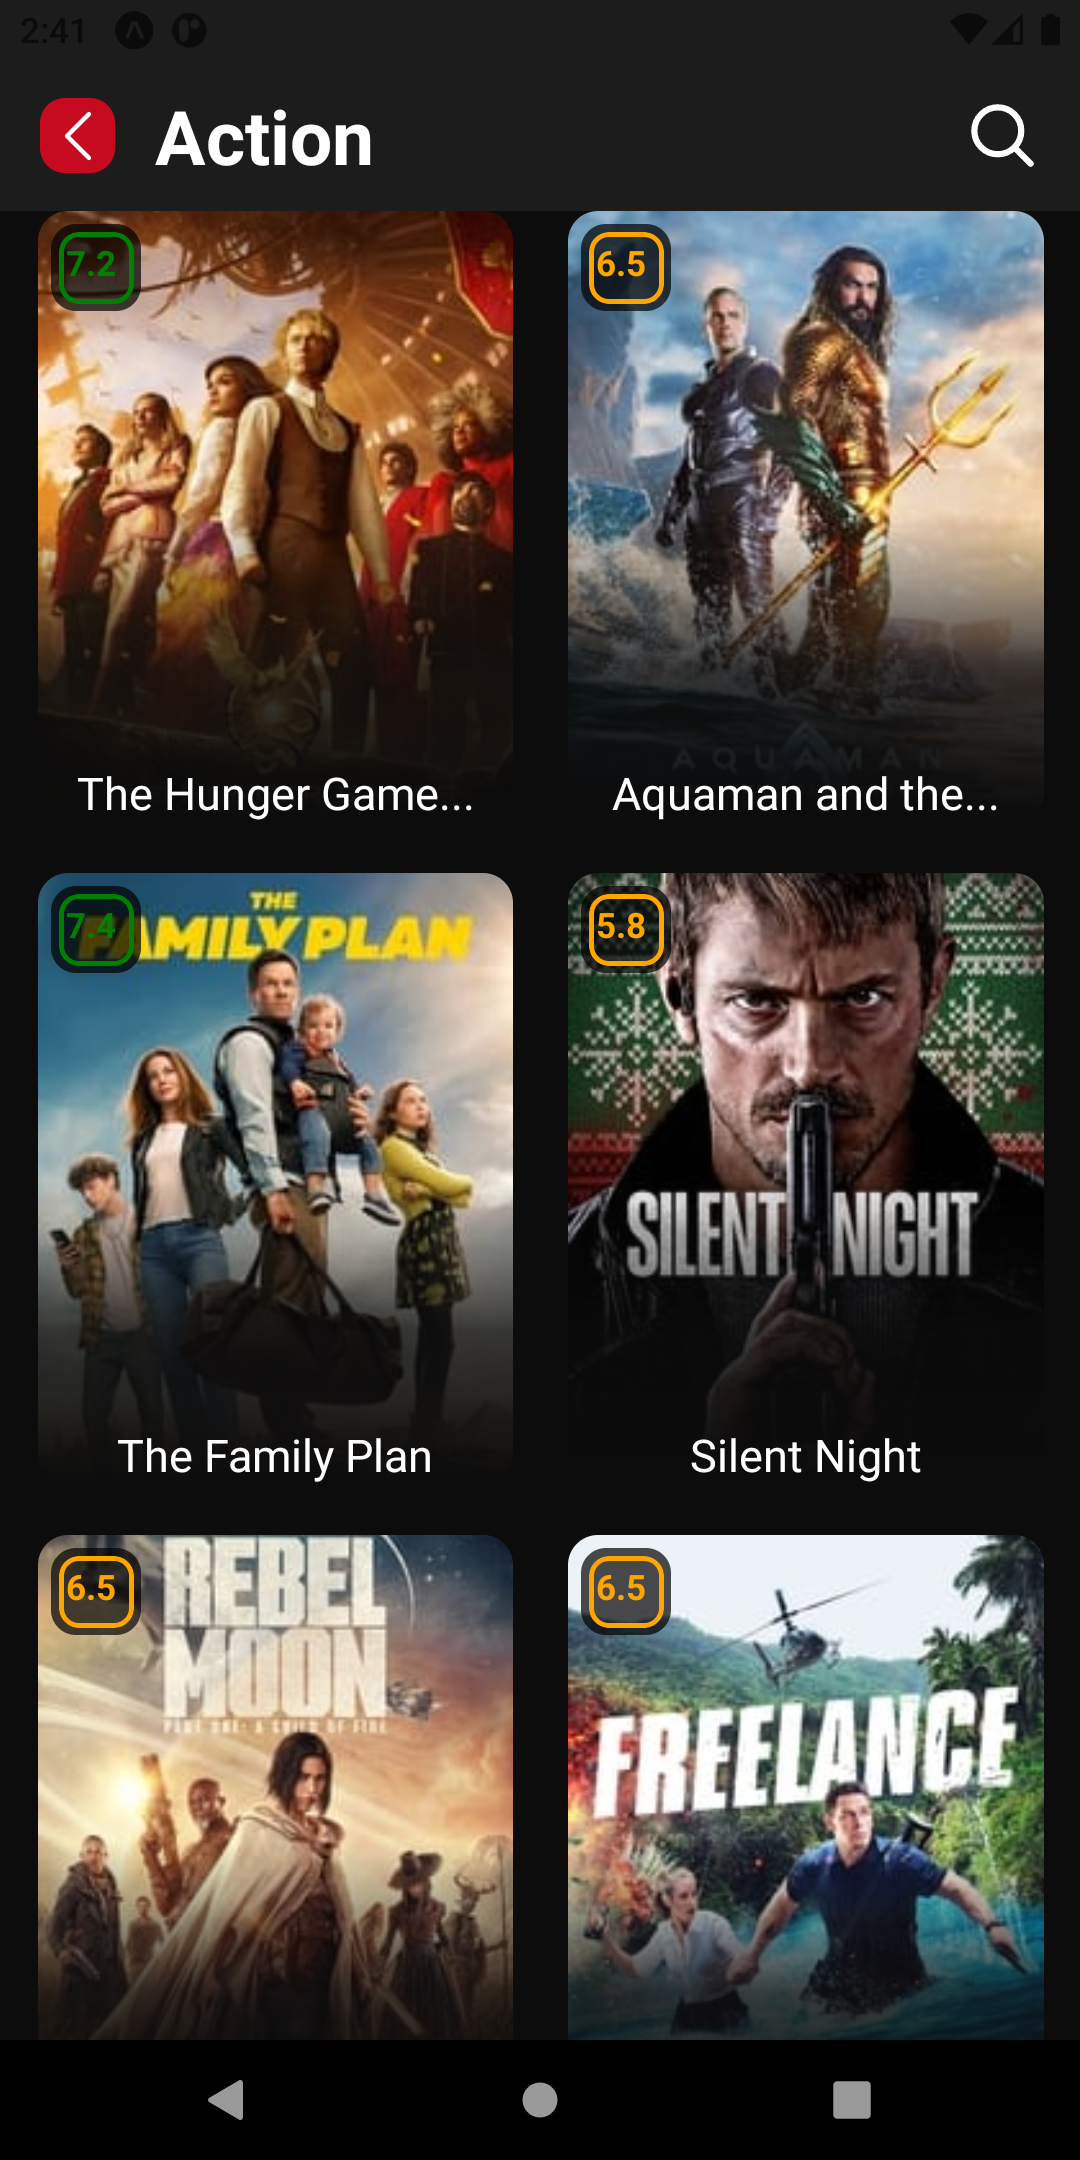 2:41
Action
7.2
6.5
AQUAMAN
The Hunger Game...
Aquaman and the...
7.4
THE
FAMILY PLAN
5.8
SILENT NIGHT
The Family Plan
Silent Night
6.5
REBEL
MOON
PART ONE: A CHILD OF FIRE
6.5
FREELANCE